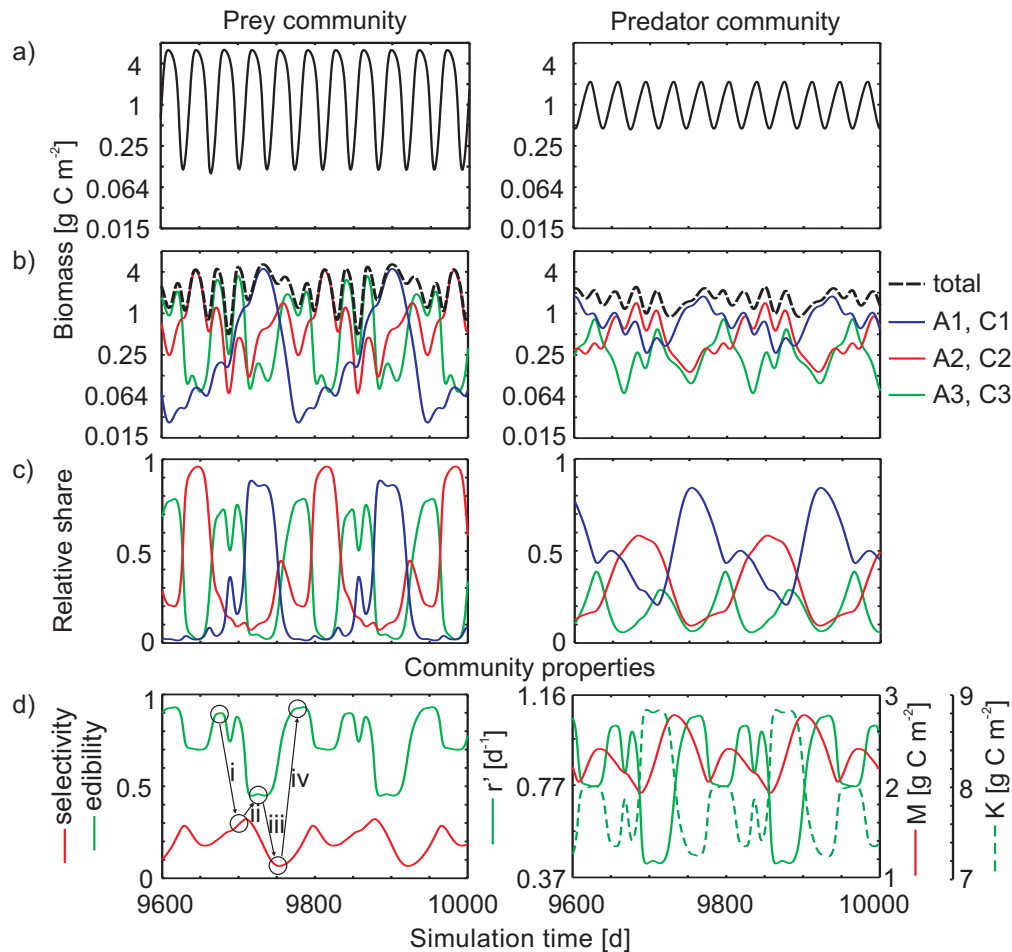 Prey community
Predator community
a)
4
1
0.25
0.064
0.015
4
1
0.25
0.064
0.015
Biomass [g C m-2]
b)
4
1
0.25
0.064
0.015
4
1
0.25
0.064
0.015
total
A1, C1
A2, C2
A3, C3
c)
1
0.5
0
1
0.5
0
Relative share
Community properties
d)
selectivity
edibility
1
0.5
0
i
ii
iii
iv
r' [d-1]
1.16
0.77
0.37
3
2
1
M [g C m-2]
9
8
7
K [g C m-2]
9600
9800
10000
9600
9800
10000
Simulation time [d]